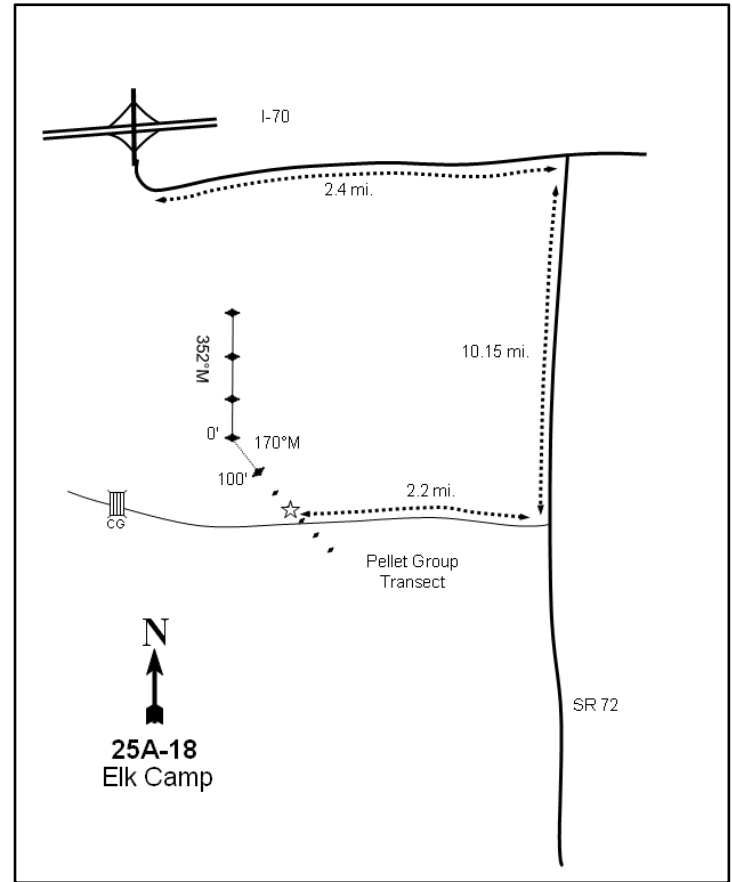 I-70
2.4 mi.
352°M
10.15 mi.
0'
170°M
100'
2.2 mi.
CG
Pellet Group
Transect
N
SR 72
25A-18
Elk Camp